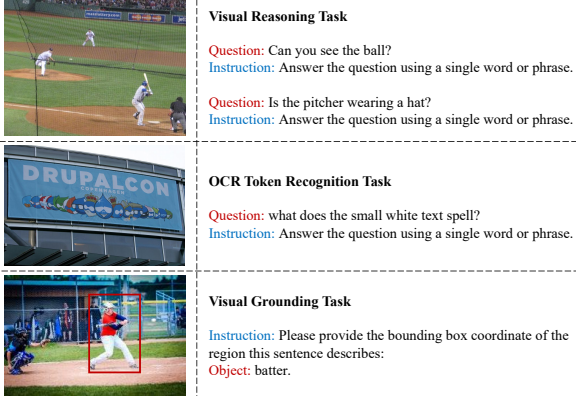 Visual Reasoning Task
Question: Can you see the ball?
Instruction: Answer the question using a single word or phrase.
Question: Is the pitcher wearing a hat?
Instruction: Answer the question using a single word or phrase.
DRUPALCON
COPENHAGEN
OCR Token Recognition Task
Question: what does the small white text spell?
Instruction: Answer the question using a single word or phrase.
Visual Grounding Task
Instruction: Please provide the bounding box coordinate of the
region this sentence describes:
Object: batter.